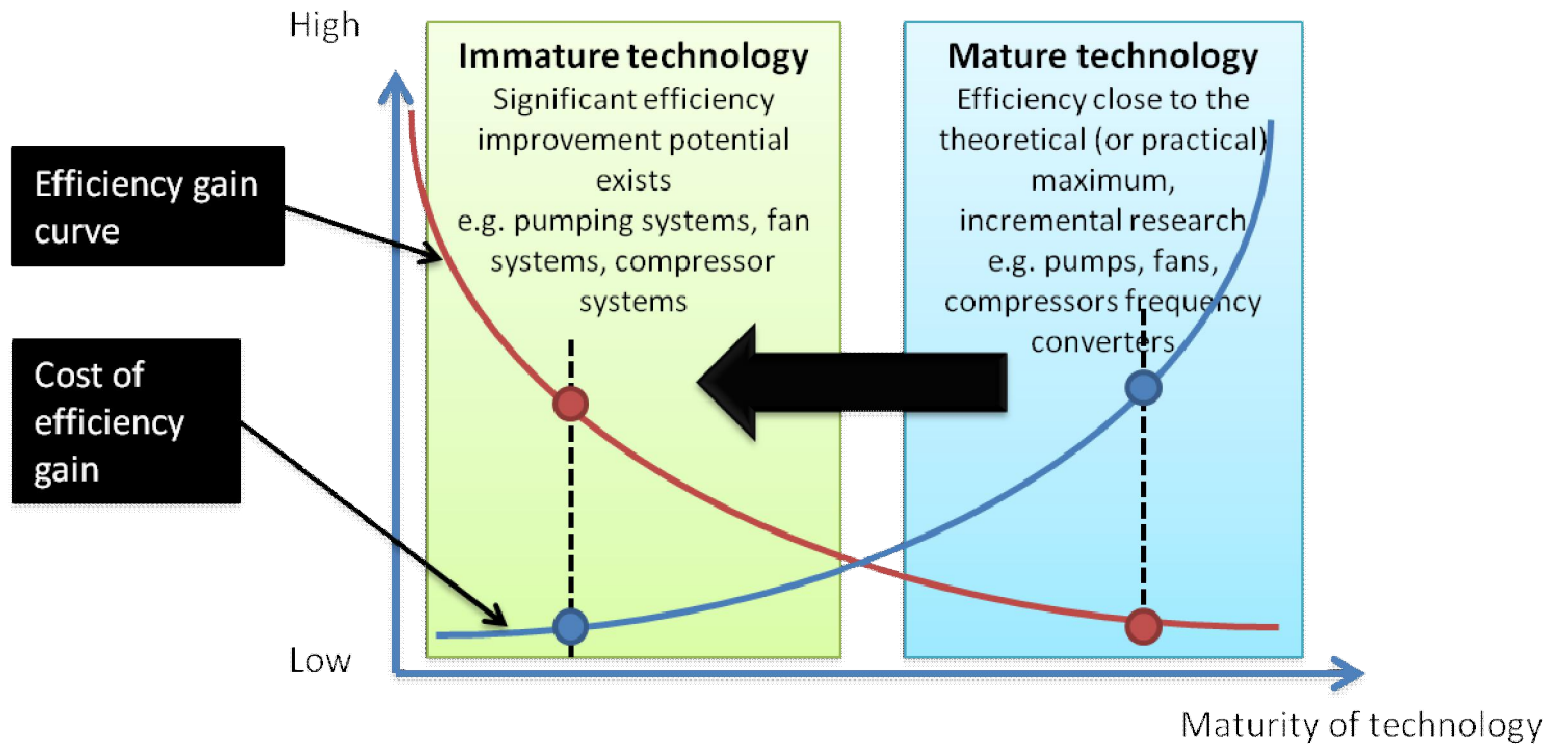 High
Immature technology
Significant efficiency
improvement potential
exists
e.g. pumping systems, fan
systems, compressor
systems
Mature technology
Efficiency close to the
theoretical (or practical)
maximum,
incremental research
e.g. pumps, fans,
compressors frequency
converters
Efficiency gain
curve
Cost of
efficiency
gain
Low
Maturity of technology